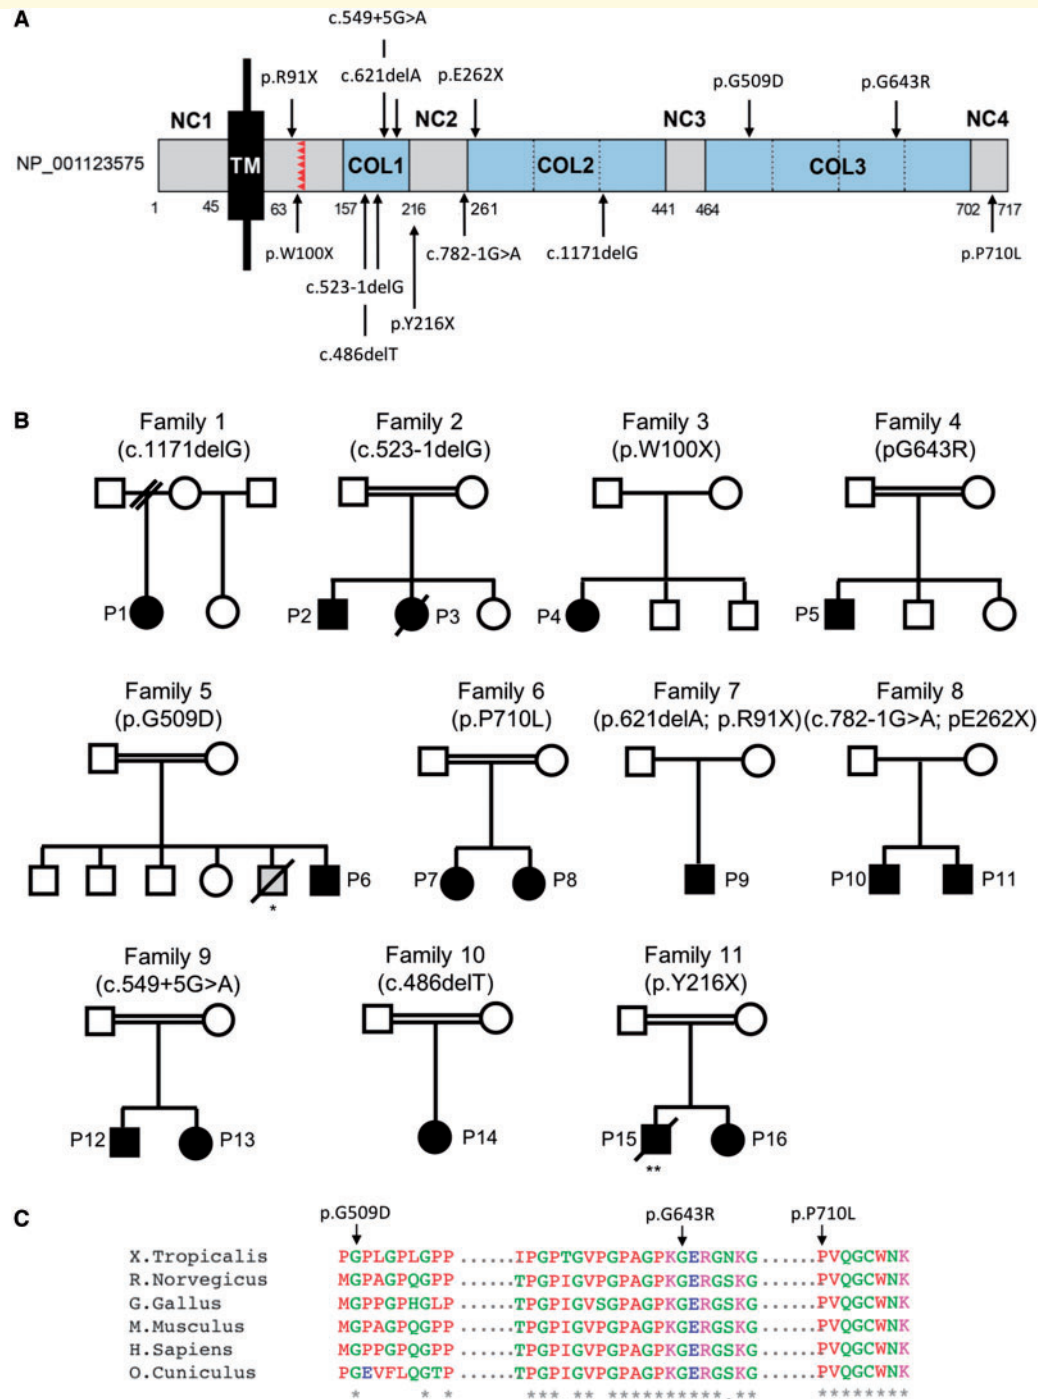 A
c.549+5G>A
p.R91X c.621delA p.E262X p.G509D p.G643R
NC1 NC2 NC3 NC4
NP_001123575 TM COL1 COL2 COL3
1 45 63 157 216 261 441 464 702 717
p.W100X c.782-1G>A c.1171delG p.P710L
c.523-1delG
p.Y216X
c.486delT
B
Family 1 Family 2 Family 3 Family 4
(c.1171delG) (c.523-1delG) (p.W100X) (pG643R)
P1 P2 P3 P4 P5
Family 5 Family 6 Family 7 Family 8
(p.G509D) (p.P710L) (p.621delA; p.R91X) (c.782-1G>A; pE262X)
P6 P7 P8 P9 P10 P11
*
Family 9 Family 10 Family 11
(c.549+5G>A) (c.486delT) (p.Y216X)
P12 P13 P14 P15 P16
**
C
p.G509D p.G643R p.P710L
X.Tropicalis PGPLGPLGPP ......IPGPTGVPGPAGPKGERGNKG ......PVQGCWNK
R.Norvegicus MGPAGPQGPP ......TPGPIGVPGPAGPKGERGSKG ......PVQGCWNK
G.Gallus MGPPGPHGLP ......TPGPIGVSGPAGPKGERGSKG ......PVQGCWNK
M.Musculus MGPAGPQGPP ......TPGPIGVPGPAGPKGERGSKG ......PVQGCWNK
H.Sapiens MGPPGPQGPP ......TPGPIGVPGPAGPKGERGSKG ......PVQGCWNK
O.Cuniculus PGEVFLQGTP ......TPGPIGVPGPAGPKGERGSKG ......PVQGCWNK
* * * *** ** **********.** ********